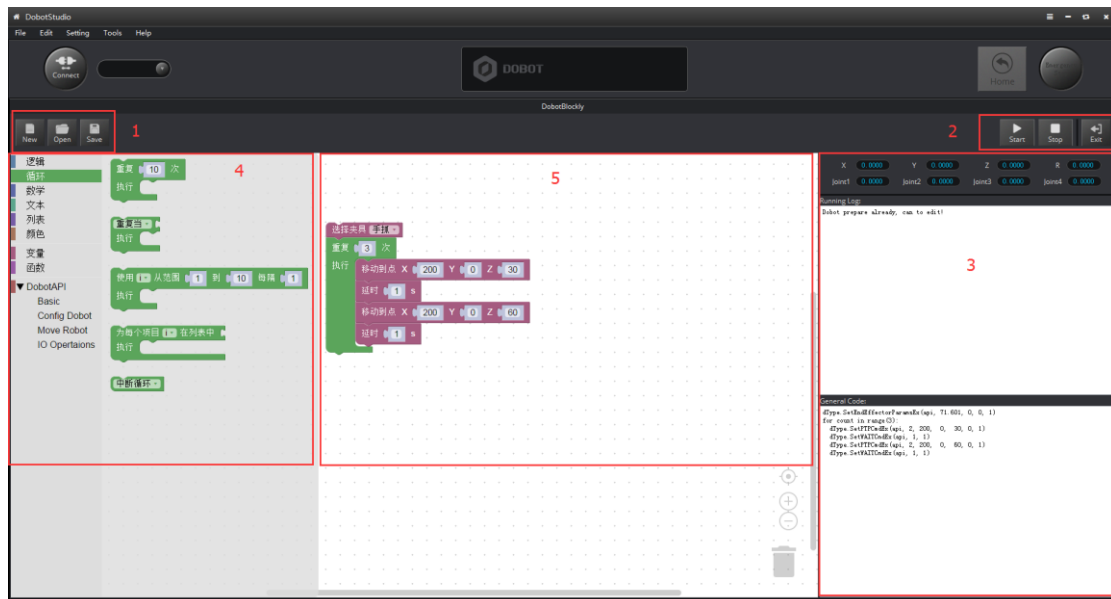 DobotStudio
File Edit Setting Tools Help
Connect
DOBOT
Home
DobotBlockly
New Open Save
1
2
Start Stop Exit
逻辑
循环
数学
文本
列表
颜色
变量
函数
▼ DobotAPI
Basic
Config Dobot
Move Robot
IO Opertaions
4
重复 10 次
执行
重复当
执行
使用 i 从范围 1 到 10 每隔 1
执行
为每个项目 i 在列表中
执行
中断循环
5
选择夹具 手抓
重复 3 次
执行 移动到点 X 200 Y 0 Z 30
延时 1 s
移动到点 X 200 Y 0 Z 60
延时 1 s
X 0.0000 Y 0.0000 Z 0.0000 R 0.0000
Joint1 0.0000 Joint2 0.0000 Joint3 0.0000 Joint4 0.0000
Running Log:
Dobot prepare already, can to edit!
3
General Code:
dType.SetEndEffectorParamsEx(api, 71.601, 0, 0, 1)
for count in range(3):
dType.SetPTPCmdEx(api, 2, 200, 0, 30, 0, 1)
dType.SetWAITCmdEx(api, 1, 1)
dType.SetPTPCmdEx(api, 2, 200, 0, 60, 0, 1)
dType.SetWAITCmdEx(api, 1, 1)